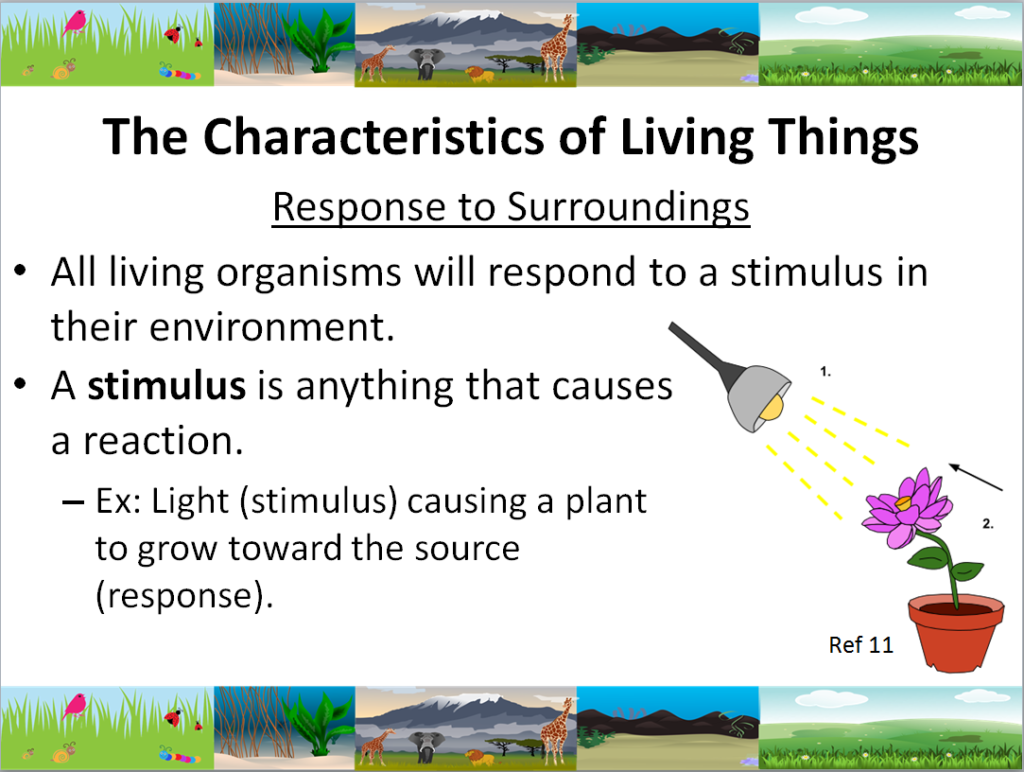 The Characteristics of Living Things
Response to Surroundings
• All living organisms will respond to a stimulus in
their environment.
• A stimulus is anything that causes
a reaction.
– Ex: Light (stimulus) causing a plant
to grow toward the source
(response).
1.
2.
Ref 11